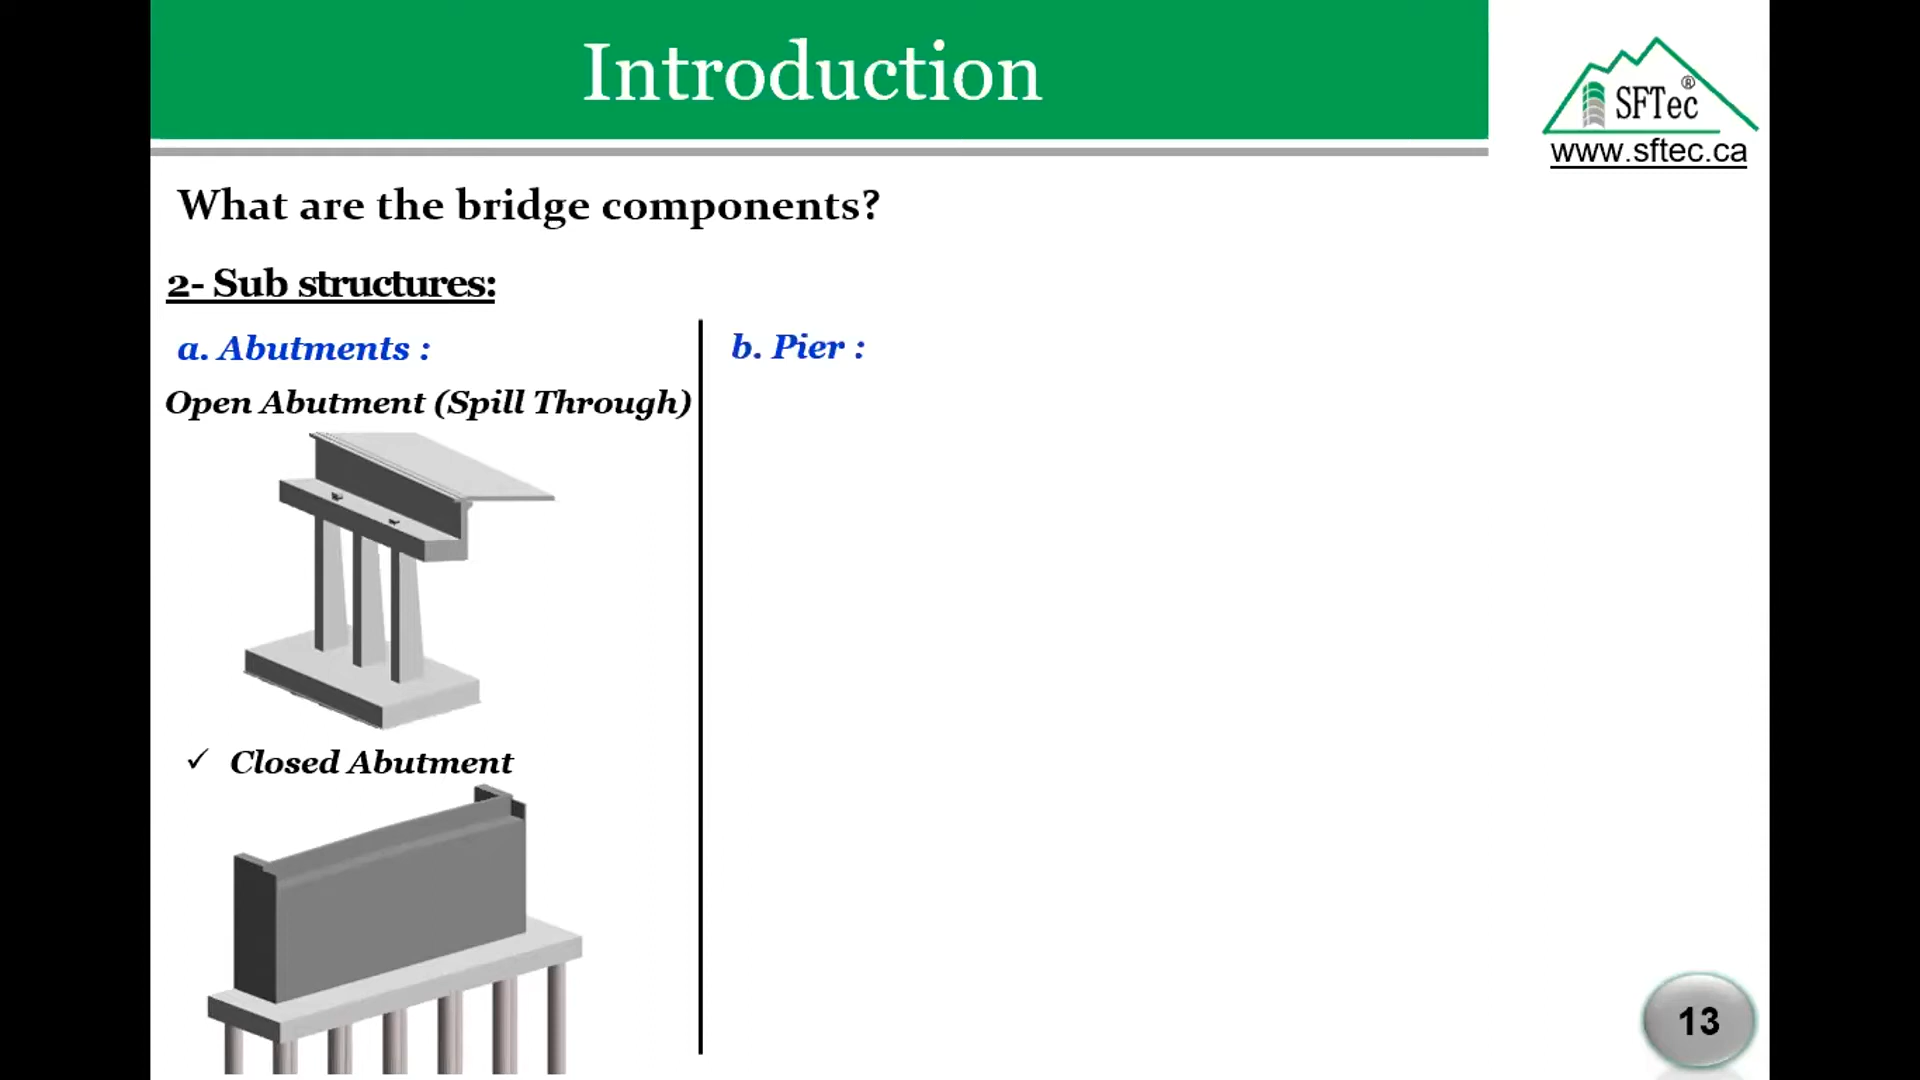 Introduction
SFTec®
www.sftec.ca
What are the bridge components?
2- Sub structures:
a. Abutments :
Open Abutment (Spill Through)
✓ Closed Abutment
b. Pier :
13